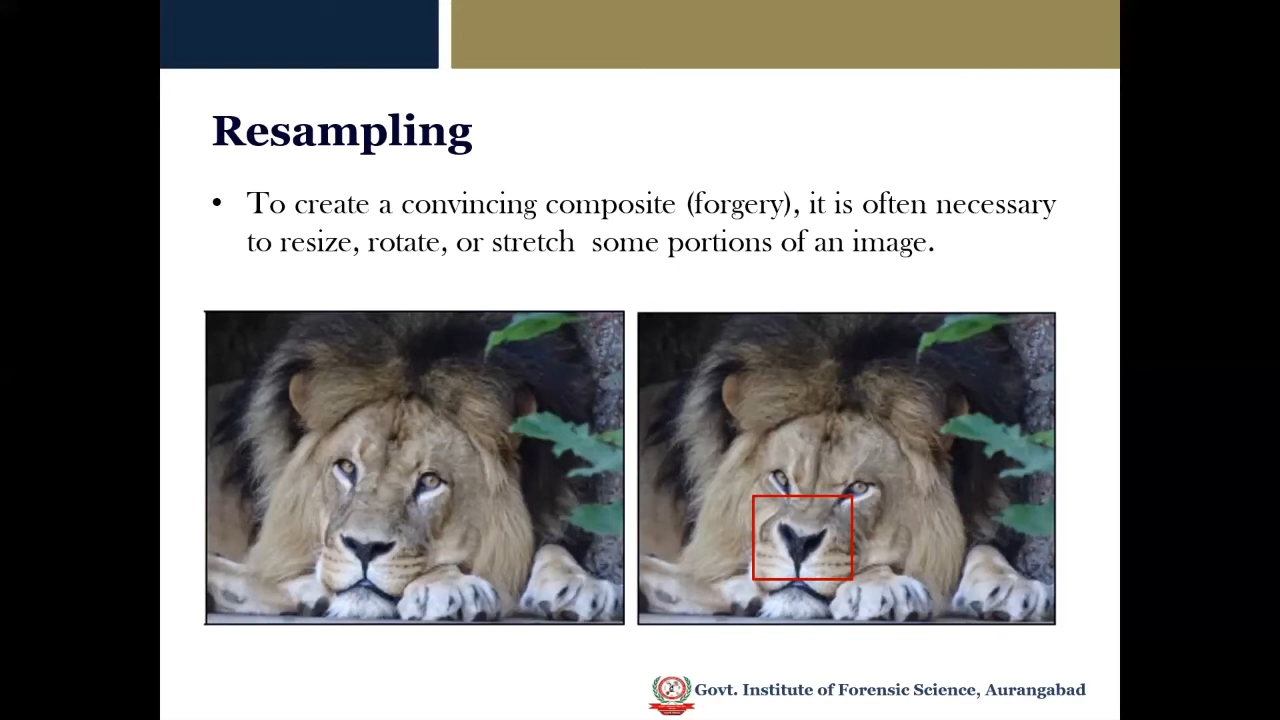 Resampling
• To create a convincing composite (forgery), it is often necessary
to resize, rotate, or stretch  some portions of an image.
Govt. Institute of Forensic Science, Aurangabad